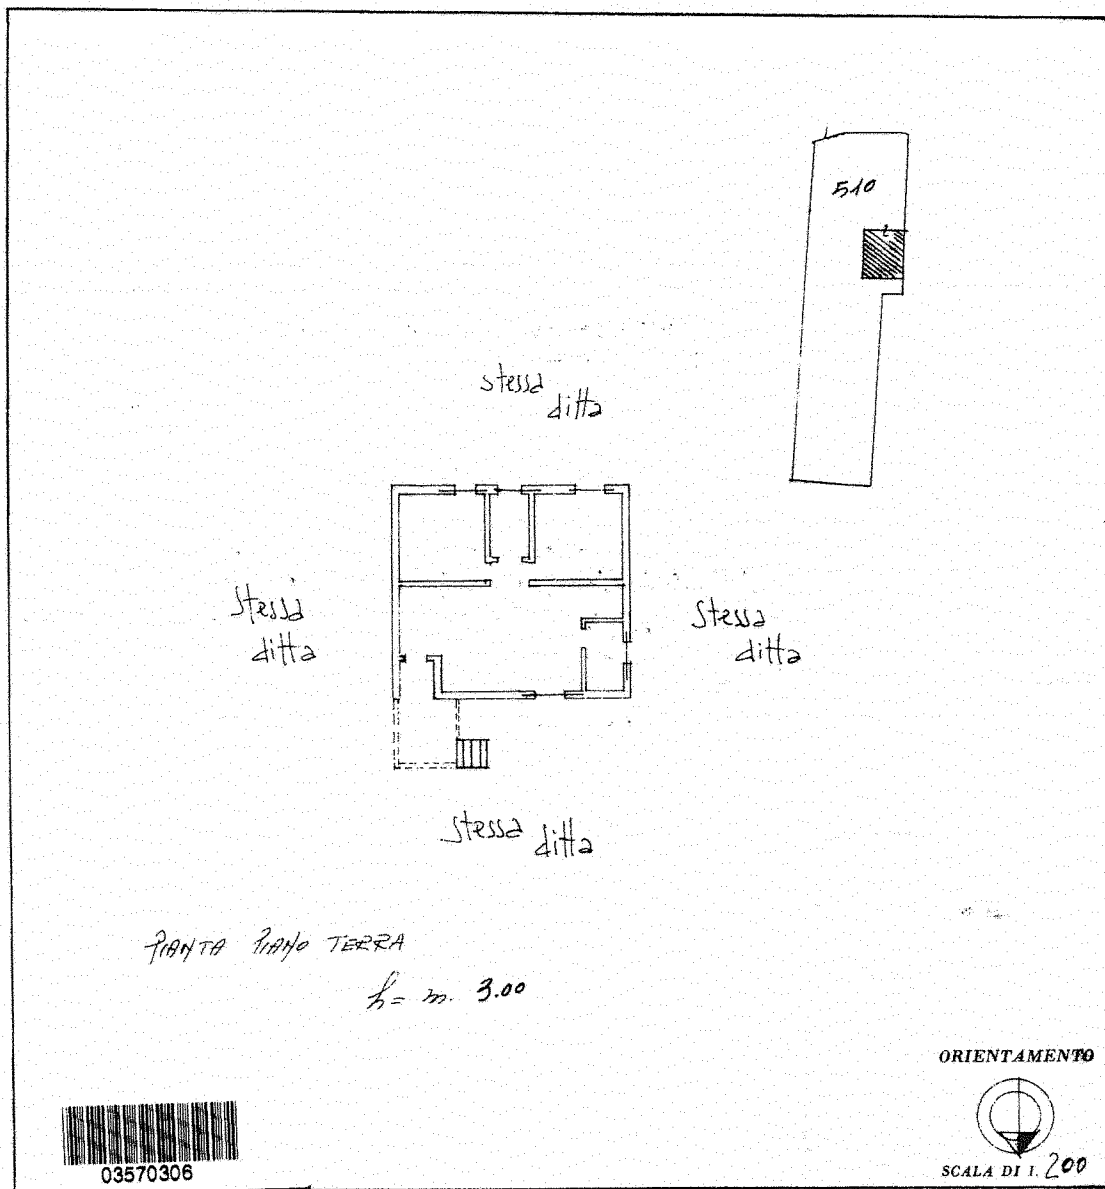 510
stessa
ditta
stessa
ditta
stessa
ditta
stessa ditta
PIANTA PIANO TERRA
h = m. 3.00
ORIENTAMENTO
SCALA DI 1. 200
03570306